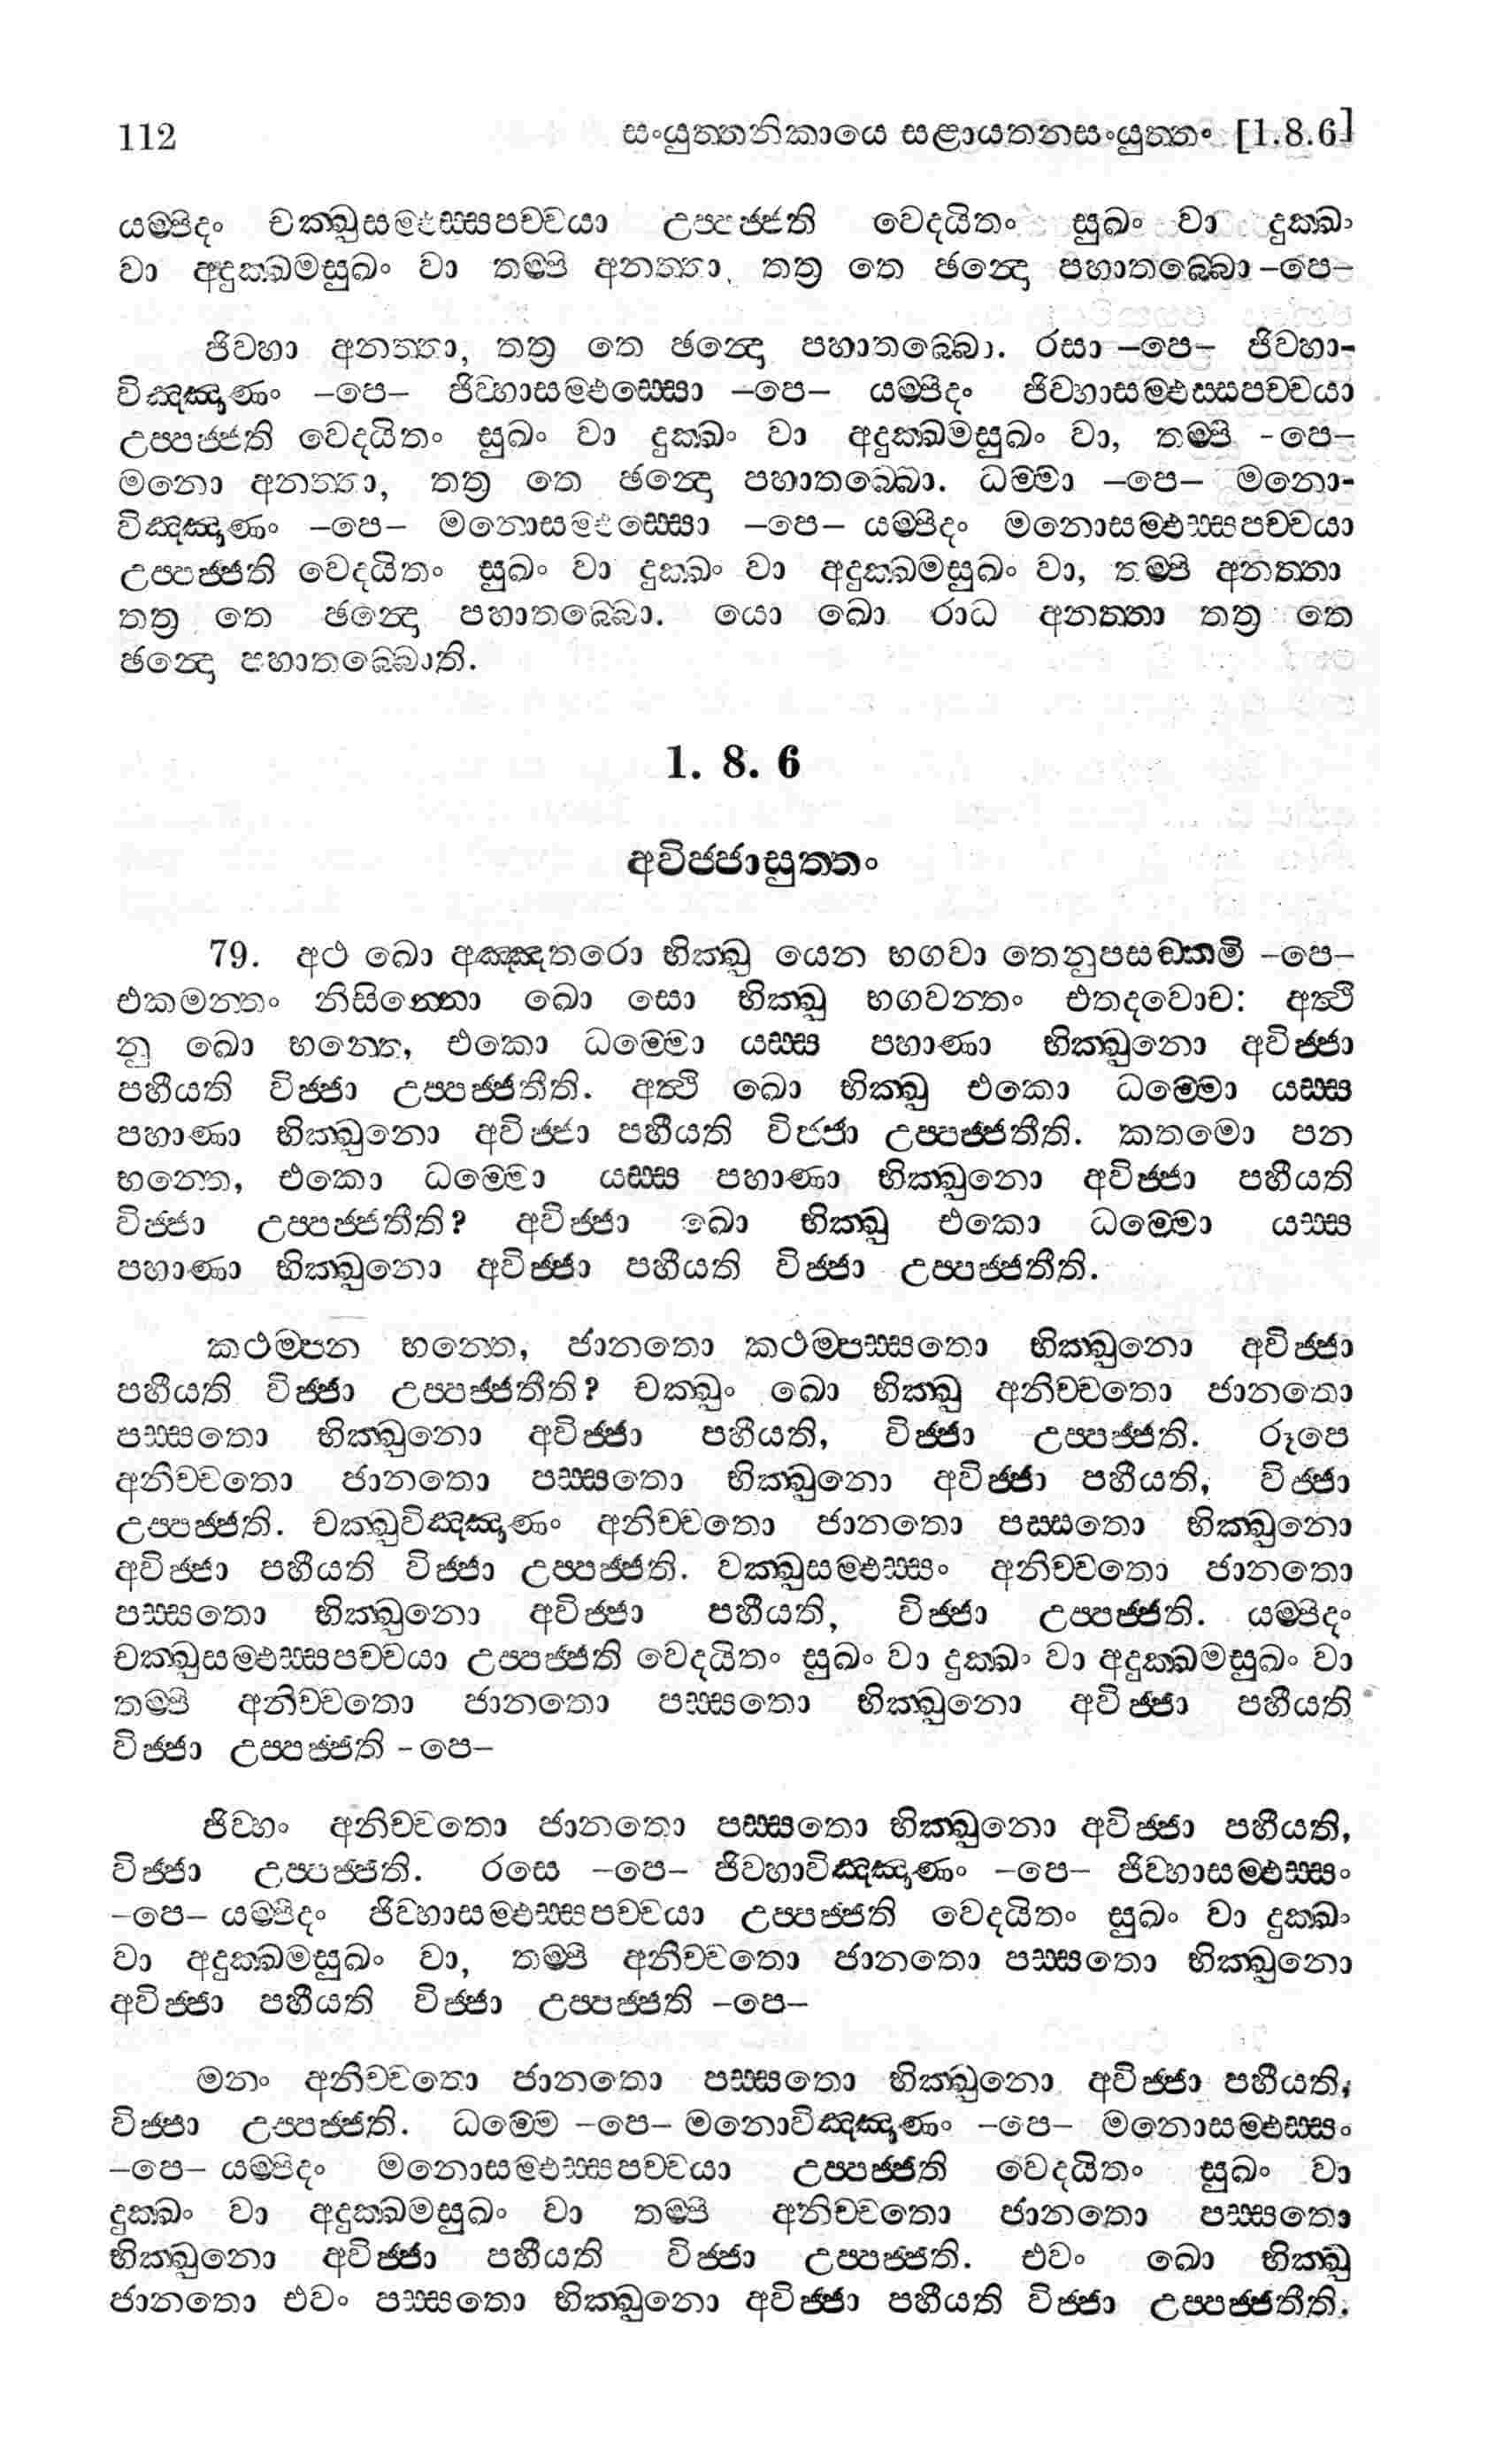 112 සංයුත්තනිකායෙ සළායතනසංයුත්තං [1.8.6]
යම්පිදං චක්ඛුසම්ඵස්සපච්චයා උප්පජ්ජති වෙදයිතං සුඛං වා දුක්ඛං
වා අදුක්ඛමසුඛං වා තම්පි අනත්තා, තත්‍ර තෙ ඡන්දො පහාතබ්බො –පෙ–
ජිව්හා අනත්තා, තත්‍ර තෙ ඡන්දො පහාතබ්බො. රසා –පෙ– ජිව්හා-
විඤ්ඤාණං –පෙ– ජිව්හාසම්ඵස්සො –පෙ– යම්පිදං ජිව්හාසම්ඵස්සපච්චයා
උප්පජ්ජති වෙදයිතං සුඛං වා දුක්ඛං වා අදුක්ඛමසුඛං වා, තම්පි -පෙ–
මනො අනත්තා, තත්‍ර තෙ ඡන්දො පහාතබ්බො. ධම්මා –පෙ– මනො-
විඤ්ඤාණං –පෙ– මනොසම්ඵස්සො –පෙ– යම්පිදං මනොසම්ඵස්සපච්චයා
උප්පජ්ජති වෙදයිතං සුඛං වා දුක්ඛං වා අදුක්ඛමසුඛං වා, තම්පි අනත්තා
තත්‍ර තෙ ඡන්දො පහාතබ්බො. යො ඛො රාධ අනත්තා තත්‍ර තෙ
ඡන්දො පහාතබ්බොති.
1. 8. 6
අවිජ්ජාසුත්තං
79. අථ ඛො අඤ්ඤතරො භික්ඛු යෙන භගවා තෙනුපසඞ්කමි –පෙ–
එකමන්තං නිසින්නො ඛො සො භික්ඛු භගවන්තං එතදවොච: අත්ථි
නු ඛො භන්තෙ, එකො ධම්මො යස්ස පහාණා භික්ඛුනො අවිජ්ජා
පහීයති විජ්ජා උප්පජ්ජතීති. අත්ථි ඛො භික්ඛු එකො ධම්මො යස්ස
පහාණා භික්ඛුනො අවිජ්ජා පහීයති විජ්ජා උප්පජ්ජතීති. කතමො පන
භන්තෙ, එකො ධම්මො යස්ස පහාණා භික්ඛුනො අවිජ්ජා පහීයති
විජ්ජා උප්පජ්ජතීති? අවිජ්ජා ඛො භික්ඛු එකො ධම්මො යස්ස
පහාණා භික්ඛුනො අවිජ්ජා පහීයති විජ්ජා උප්පජ්ජතීති.
කථම්පන භන්තෙ, ජානතො කථම්පස්සතො භික්ඛුනො අවිජ්ජා
පහීයති විජ්ජා උප්පජ්ජතීති? චක්ඛුං ඛො භික්ඛු අනිච්චතො ජානතො
පස්සතො භික්ඛුනො අවිජ්ජා පහීයති, විජ්ජා උප්පජ්ජති. රූපෙ
අනිච්චතො ජානතො පස්සතො භික්ඛුනො අවිජ්ජා පහීයති, විජ්ජා
උප්පජ්ජති. චක්ඛුවිඤ්ඤාණං අනිච්චතො ජානතො පස්සතො භික්ඛුනො
අවිජ්ජා පහීයති විජ්ජා උප්පජ්ජති. චක්ඛුසම්ඵස්සං අනිච්චතො ජානතො
පස්සතො භික්ඛුනො අවිජ්ජා පහීයති, විජ්ජා උප්පජ්ජති. යම්පිදං
චක්ඛුසම්ඵස්සපච්චයා උප්පජ්ජති වෙදයිතං සුඛං වා දුක්ඛං වා අදුක්ඛමසුඛං වා
තම්පි අනිච්චතො ජානතො පස්සතො භික්ඛුනො අවිජ්ජා පහීයති
විජ්ජා උප්පජ්ජති -පෙ–
ජිව්හං අනිච්චතො ජානතො පස්සතො භික්ඛුනො අවිජ්ජා පහීයති,
විජ්ජා උප්පජ්ජති. රසෙ –පෙ– ජිව්හාවිඤ්ඤාණං –පෙ– ජිව්හාසම්ඵස්සං
–පෙ– යම්පිදං ජිව්හාසම්ඵස්සපච්චයා උප්පජ්ජති වෙදයිතං සුඛං වා දුක්ඛං
වා අදුක්ඛමසුඛං වා, තම්පි අනිච්චතො ජානතො පස්සතො භික්ඛුනො
අවිජ්ජා පහීයති විජ්ජා උප්පජ්ජති –පෙ–
මනං අනිච්චතො ජානතො පස්සතො භික්ඛුනො අවිජ්ජා පහීයති,
විජ්ජා උප්පජ්ජති. ධම්මෙ –පෙ– මනොවිඤ්ඤාණං –පෙ– මනොසම්ඵස්සං
–පෙ– යම්පිදං මනොසම්ඵස්සපච්චයා උප්පජ්ජති වෙදයිතං සුඛං වා
දුක්ඛං වා අදුක්ඛමසුඛං වා තම්පි අනිච්චතො ජානතො පස්සතො
භික්ඛුනො අවිජ්ජා පහීයති විජ්ජා උප්පජ්ජති. එවං ඛො භික්ඛු
ජානතො එවං පස්සතො භික්ඛුනො අවිජ්ජා පහීයති විජ්ජා උප්පජ්ජතීති.